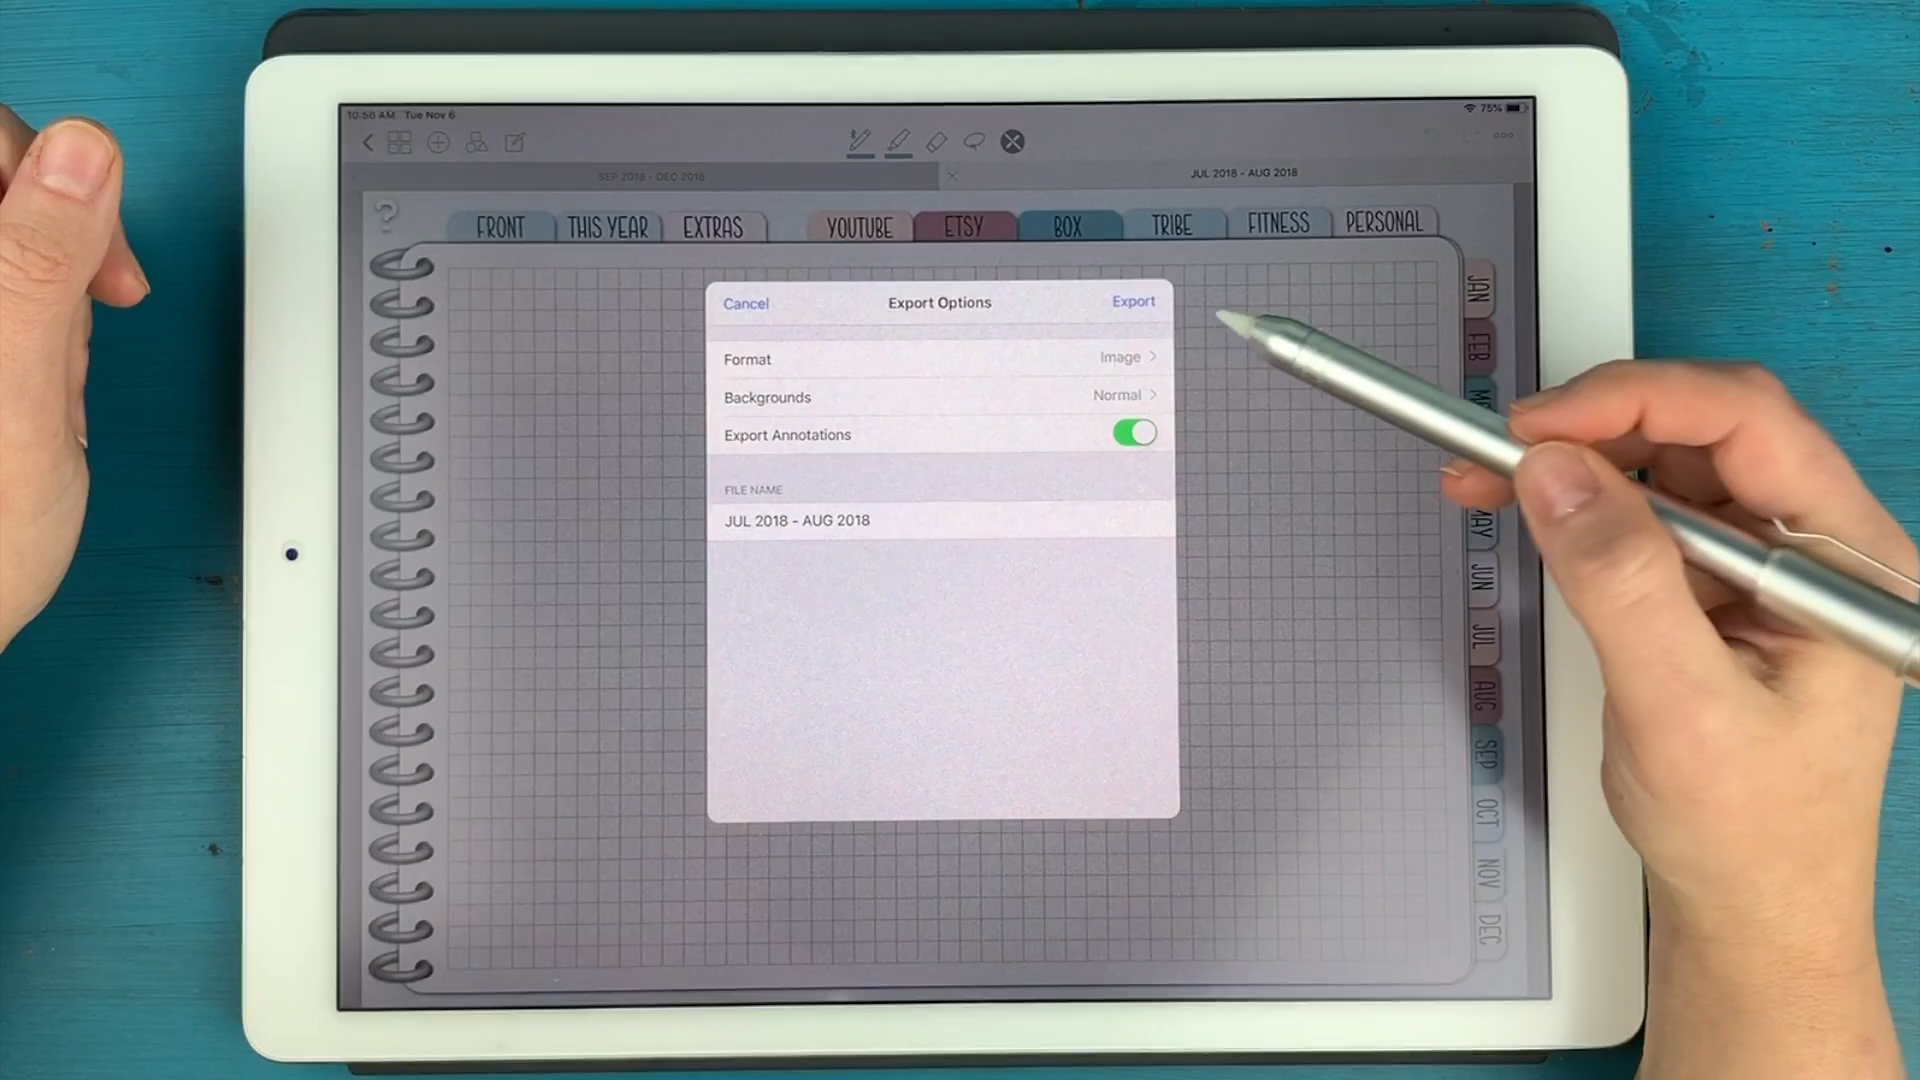 10:56 AM Tue Nov 6
75%
SEP 2018 - DEC 2018
JUL 2018 - AUG 2018
?
FRONT THIS YEAR EXTRAS YOUTUBE ETSY BOX TRIBE FITNESS PERSONAL
Cancel Export Options Export
Format Image
Backgrounds Normal
Export Annotations
FILE NAME
JUL 2018 - AUG 2018
JAN
FEB
MAY
JUN
JUL
AUG
SEP
OCT
NOV
DEC